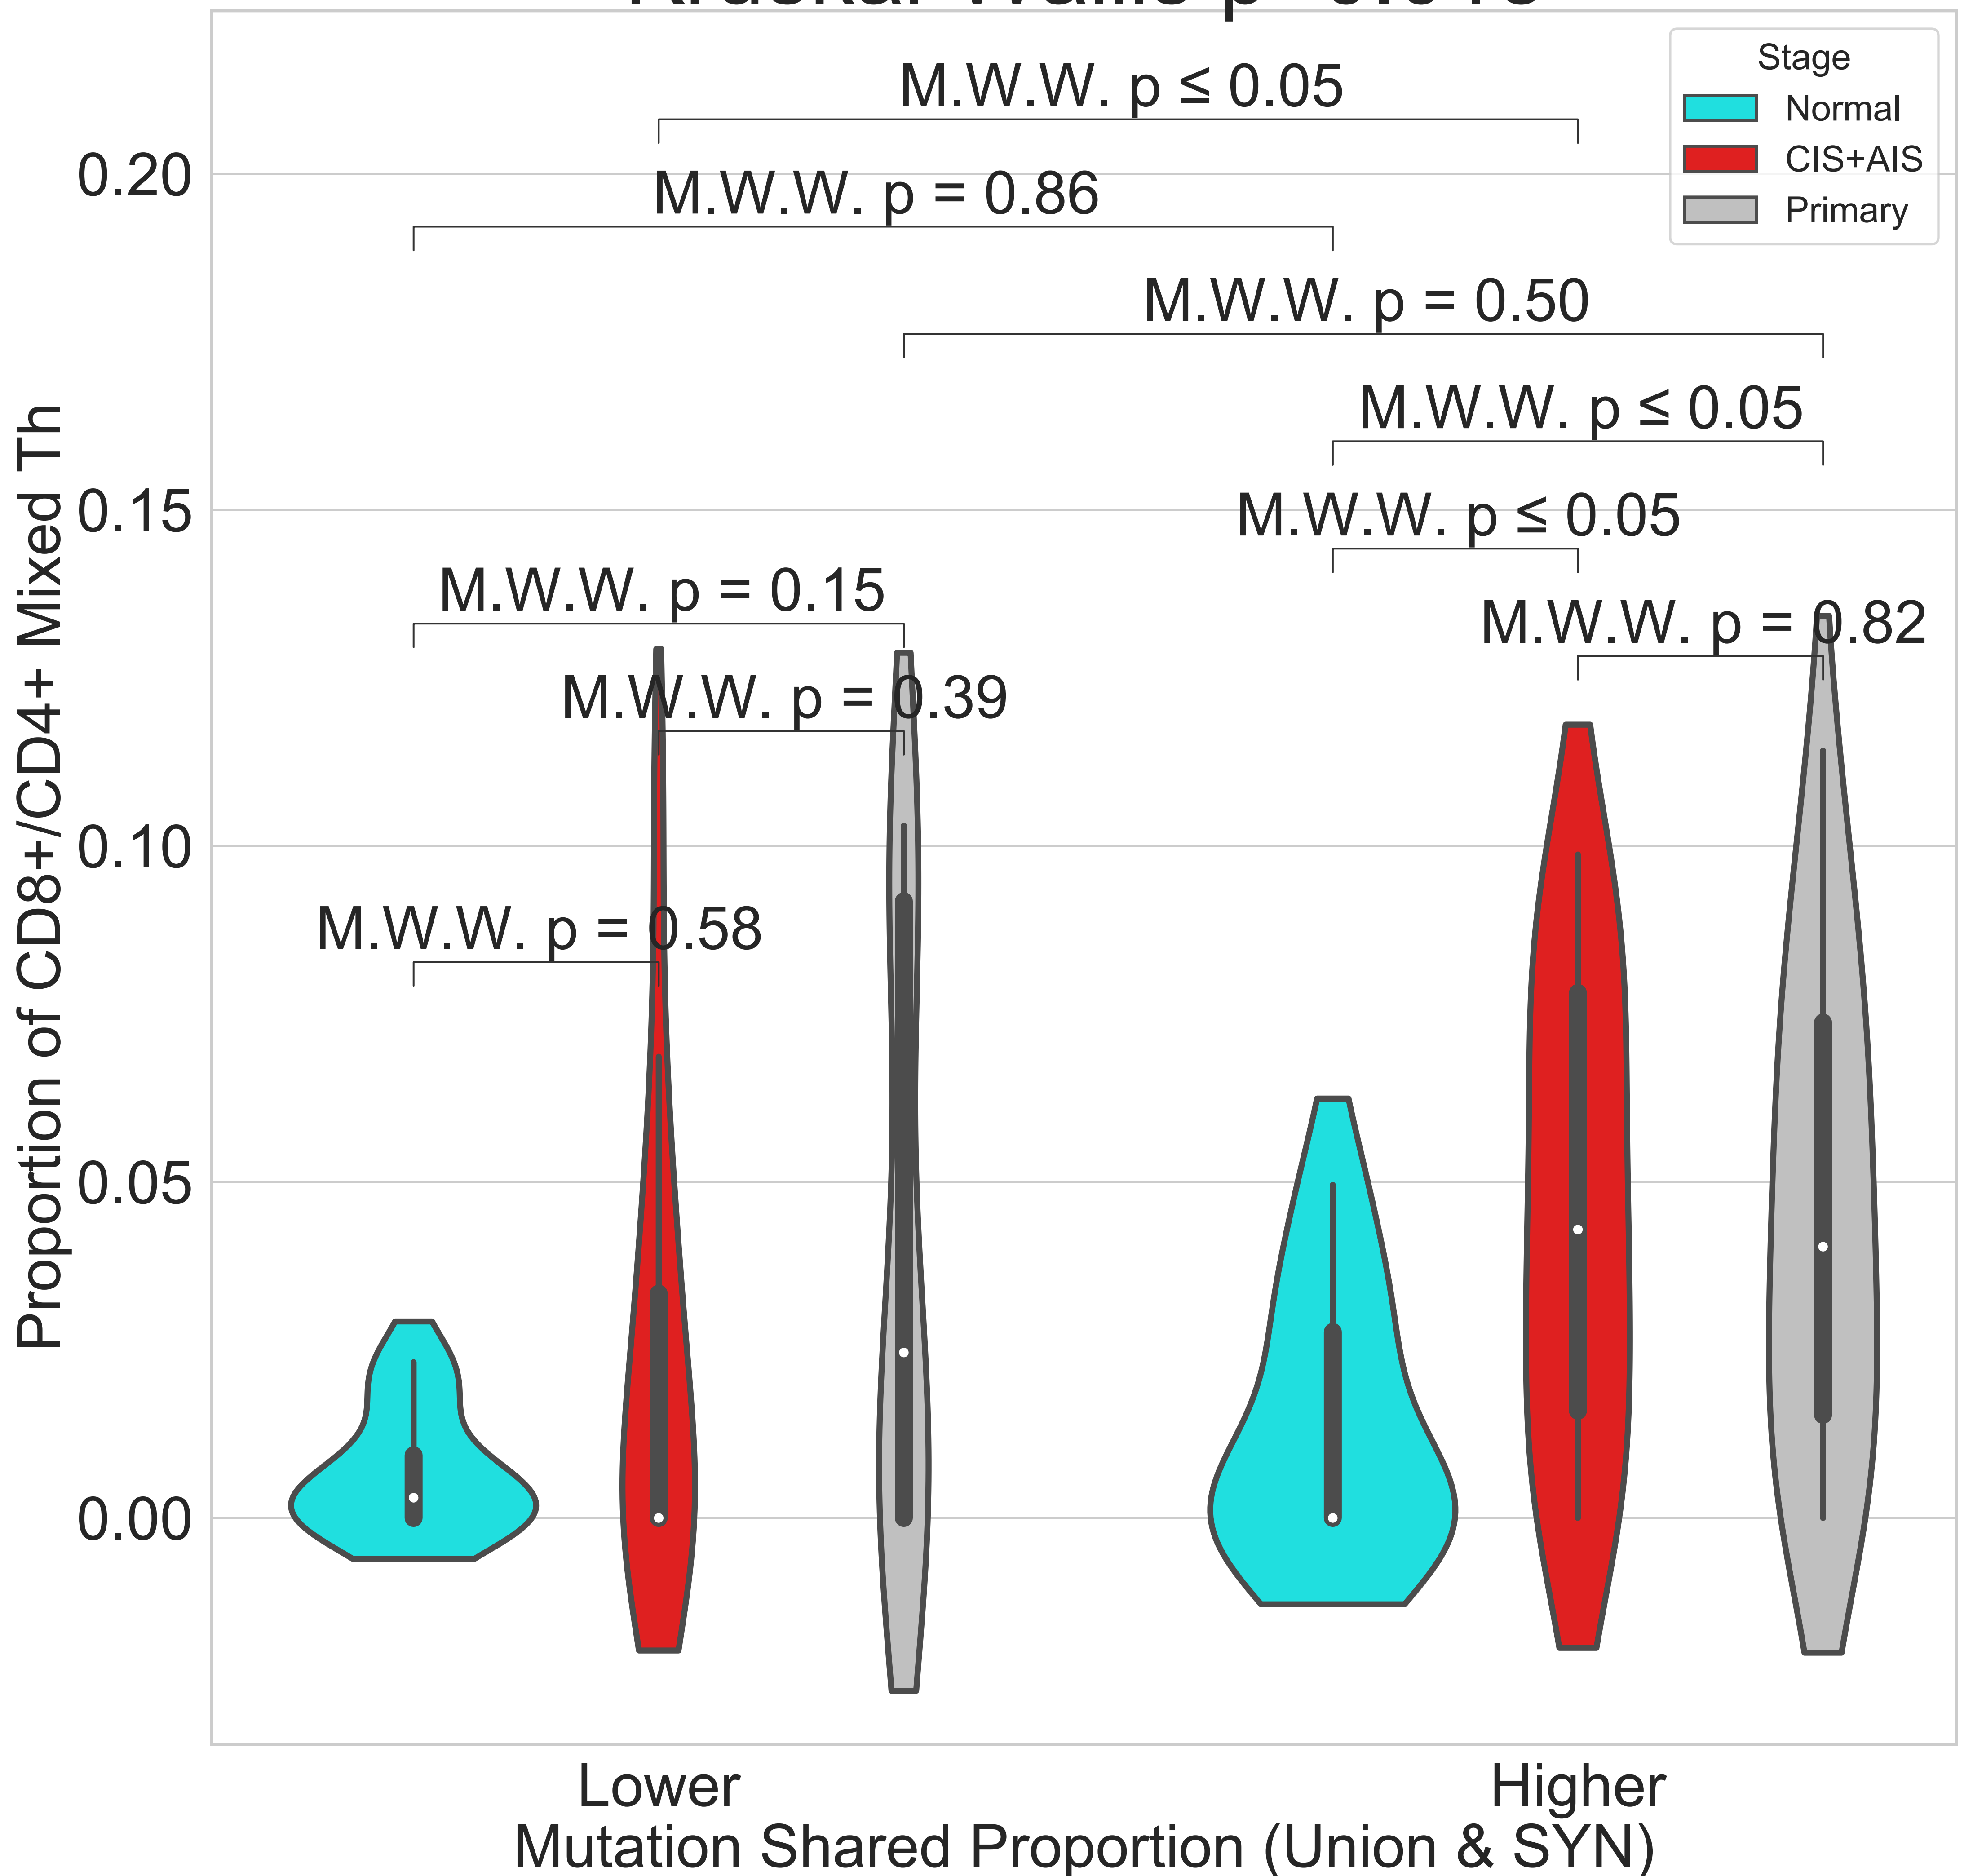 M.W.W. p ≤ 0.05
Stage
Normal
CIS+AIS
Primary
M.W.W. p = 0.86
M.W.W. p = 0.50
M.W.W. p ≤ 0.05
M.W.W. p ≤ 0.05
M.W.W. p = 0.15
M.W.W. p = 0.82
M.W.W. p = 0.39
M.W.W. p = 0.58
0.20
0.15
0.10
0.05
0.00
Proportion of CD8+/CD4+ Mixed Th
Lower
Higher
Mutation Shared Proportion (Union & SYN)